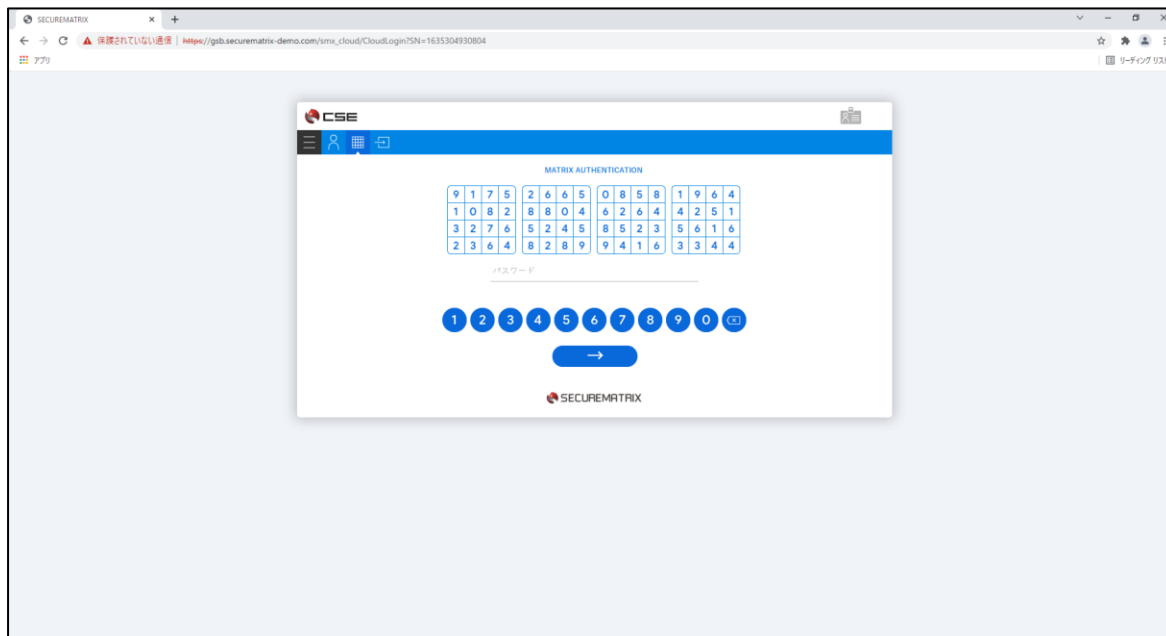 SECUREMATRIX
保護されていない通信 | https://gsb.securematrix-demo.com/smx_cloud/CloudLogin?SN=1635304930804
アプリ
リーディング リス
CSE
MATRIX AUTHENTICATION
9 1 7 5 2 6 6 5 0 8 5 8 1 9 6 4
1 0 8 2 8 8 0 4 6 2 6 4 4 2 5 1
3 2 7 6 5 2 4 5 8 5 2 3 5 6 1 6
2 3 6 4 8 2 8 9 9 4 1 6 3 3 4 4
パスワード
1 2 3 4 5 6 7 8 9 0
SECUREMATRIX